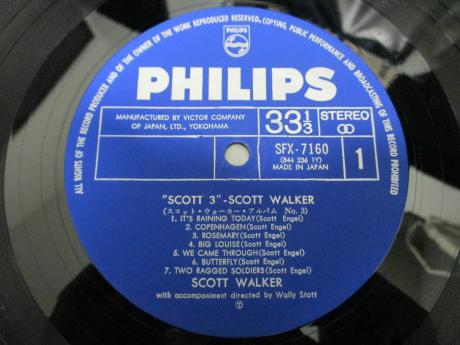 ALL RIGHTS OF THE RECORD PRODUCER AND OF THE OWNER OF THE WORK REPRODUCED RESERVED. COPYING, PUBLIC PERFORMANCE AND BROADCASTING OF THIS RECORD PROHIBITED
PHILIPS
PHILIPS
MANUFACTURED BY VICTOR COMPANY
OF JAPAN, LTD., YOKOHAMA
33 1/3
STEREO
SFX-7160
(844 236 1Y)
MADE IN JAPAN
1
"SCOTT 3"-SCOTT WALKER
(スコット・ウォーカー・アルバム No. 3)
1. IT'S RAINING TODAY(Scott Engel)
2. COPENHAGEN(Scott Engel)
3. ROSEMARY(Scott Engel)
4. BIG LOUISE(Scott Engel)
5. WE CAME THROUGH(Scott Engel)
6. BUTTERFLY(Scott Engel)
7. TWO RAGGED SOLDIERS(Scott Engel)
SCOTT WALKER
with accompaniment directed by Wally Stott